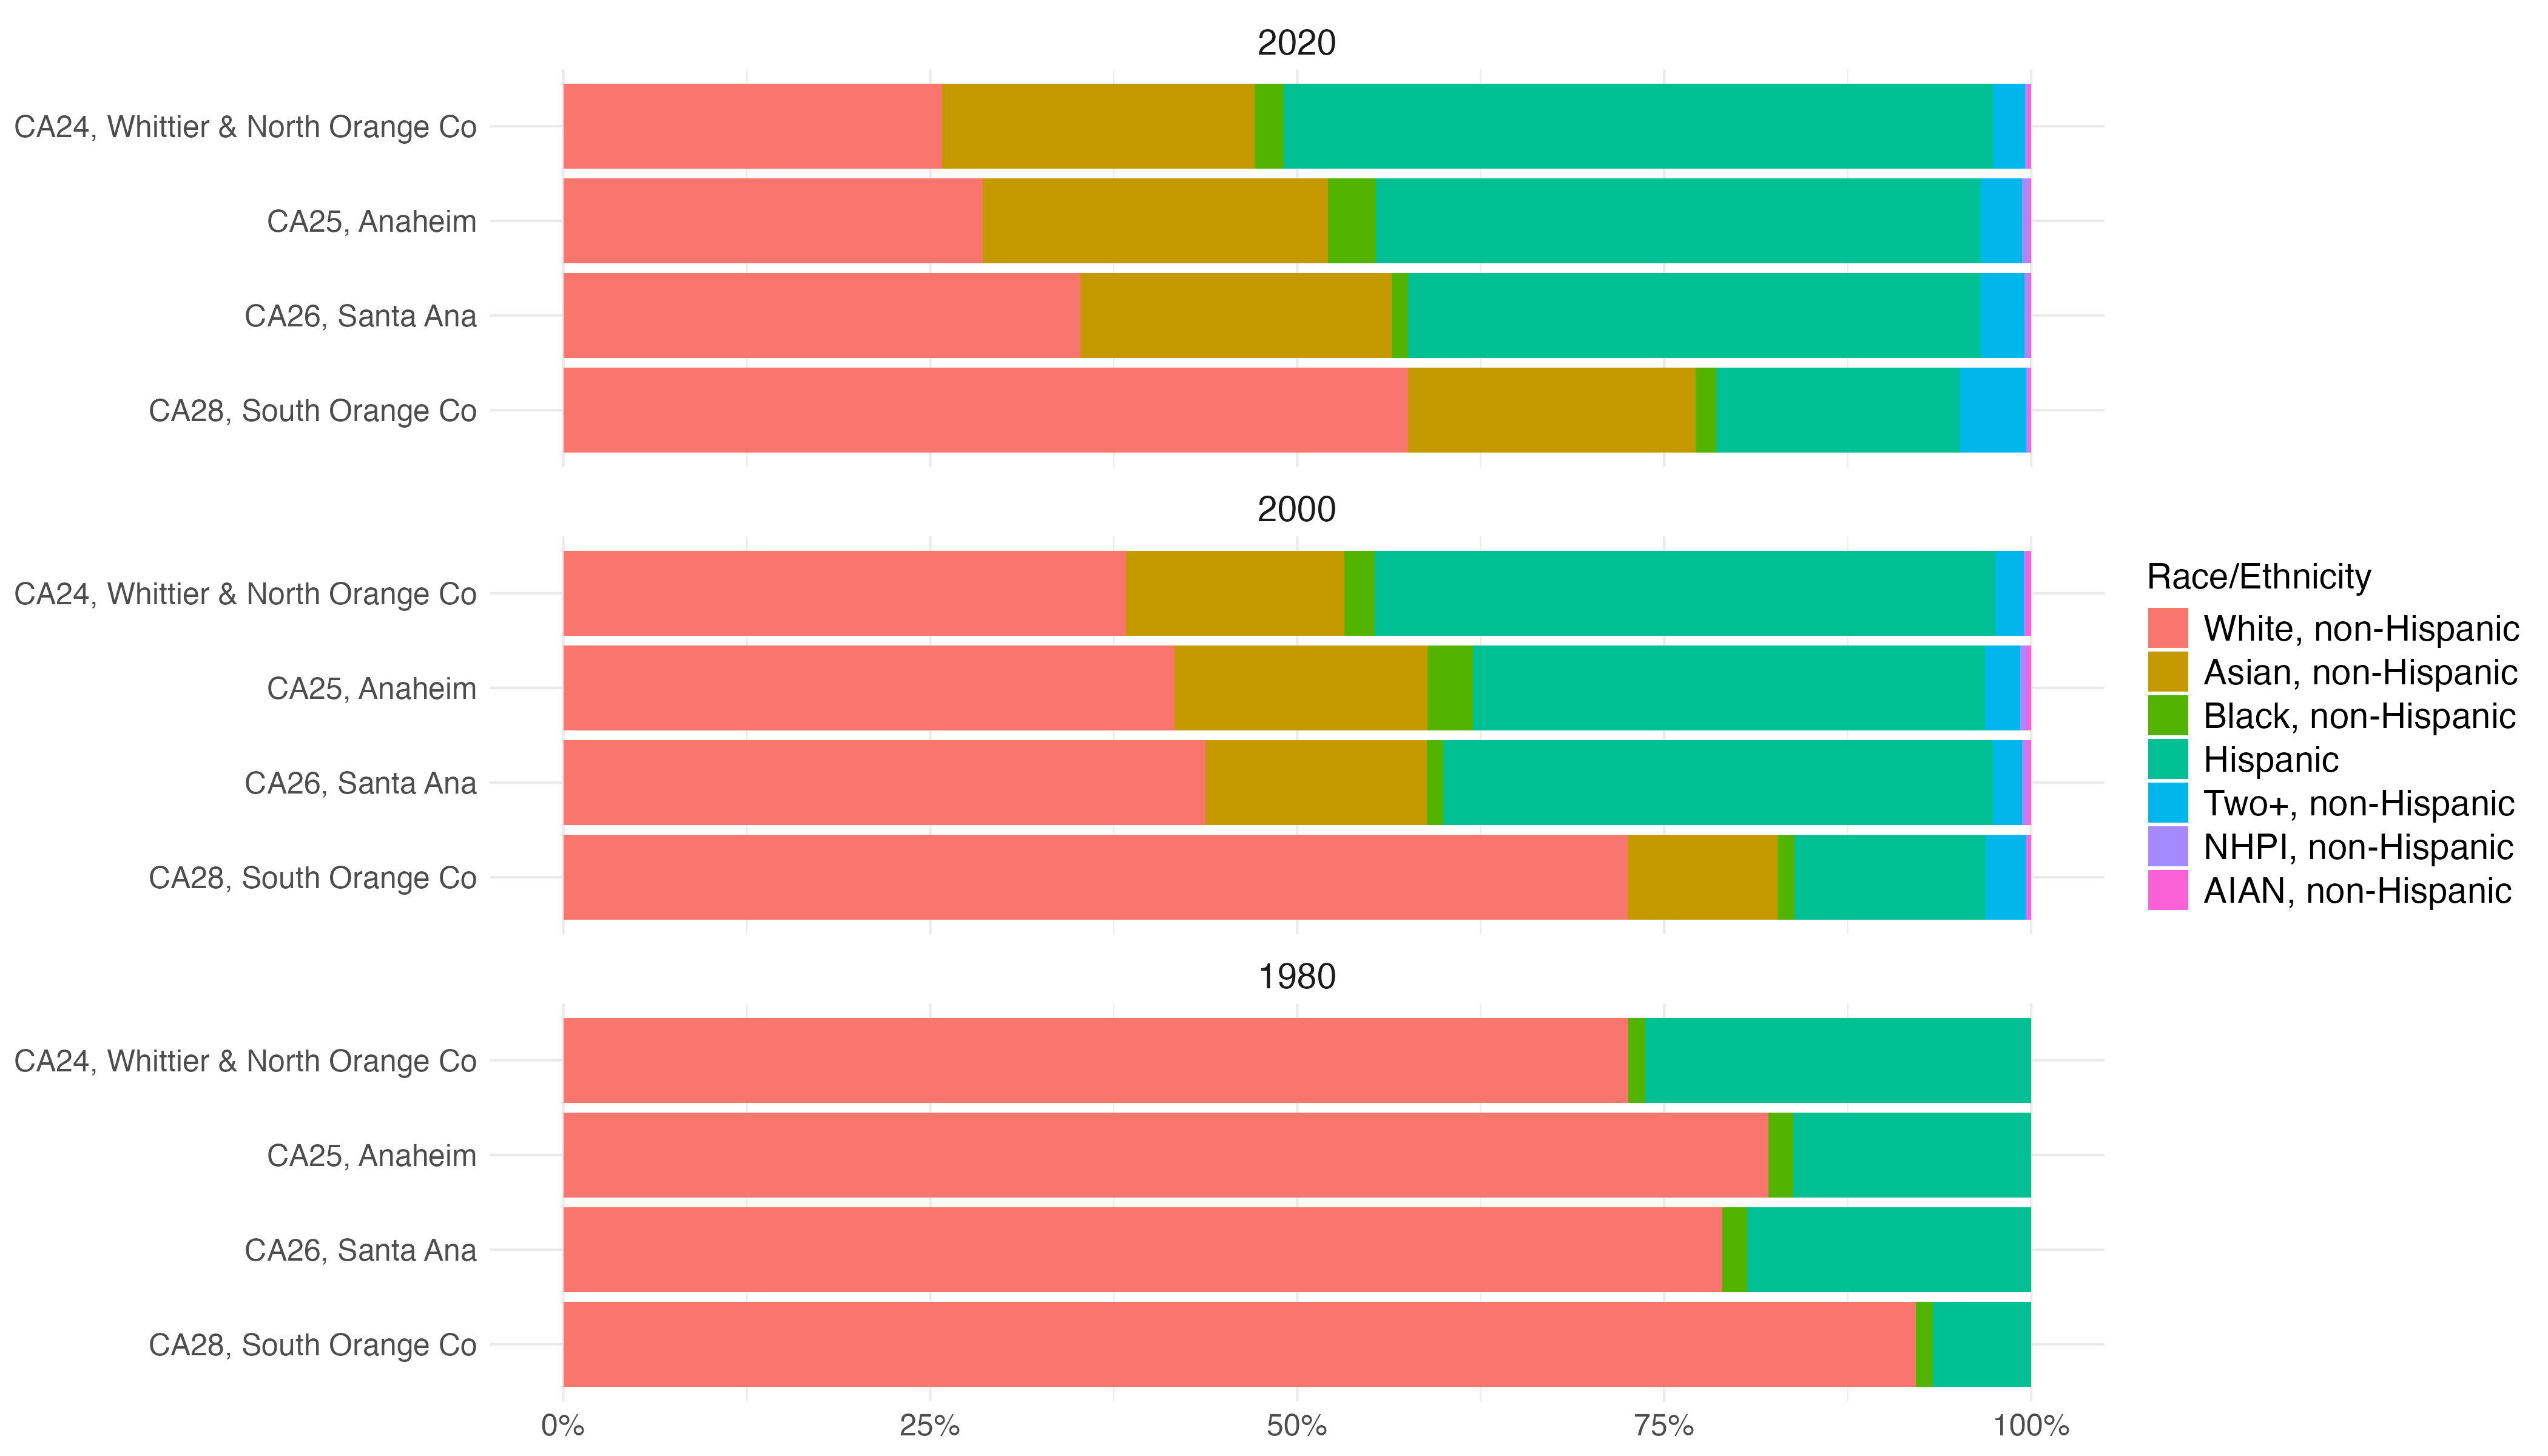 2020
CA24, Whittier & North Orange Co
CA25, Anaheim
CA26, Santa Ana
CA28, South Orange Co
2000
CA24, Whittier & North Orange Co
CA25, Anaheim
CA26, Santa Ana
CA28, South Orange Co
1980
CA24, Whittier & North Orange Co
CA25, Anaheim
CA26, Santa Ana
CA28, South Orange Co
0% 25% 50% 75% 100%
Race/Ethnicity
White, non-Hispanic
Asian, non-Hispanic
Black, non-Hispanic
Hispanic
Two+, non-Hispanic
NHPI, non-Hispanic
AIAN, non-Hispanic